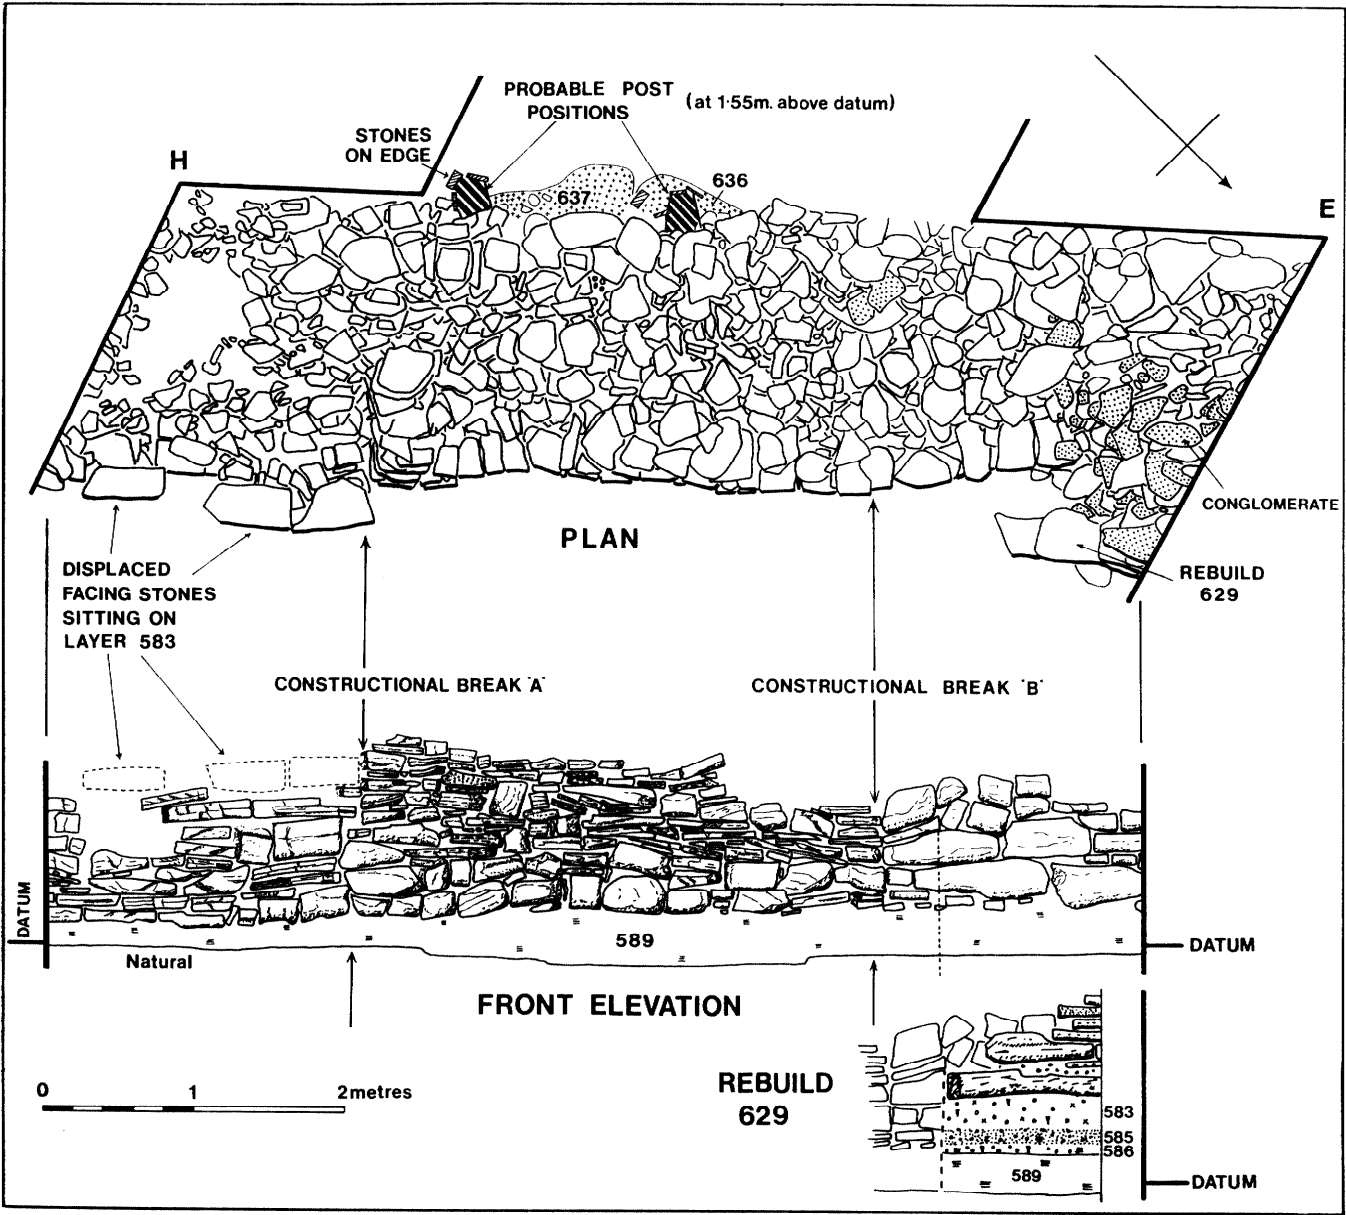 PROBABLE POST
POSITIONS
(at 1·55m. above datum)
STONES
ON EDGE
H
637
636
E
CONGLOMERATE
PLAN
REBUILD
629
DISPLACED
FACING STONES
SITTING ON
LAYER 583
CONSTRUCTIONAL BREAK "A"
CONSTRUCTIONAL BREAK "B"
DATUM
589
DATUM
Natural
FRONT ELEVATION
0 1 2metres
REBUILD
629
583
585
586
589
DATUM